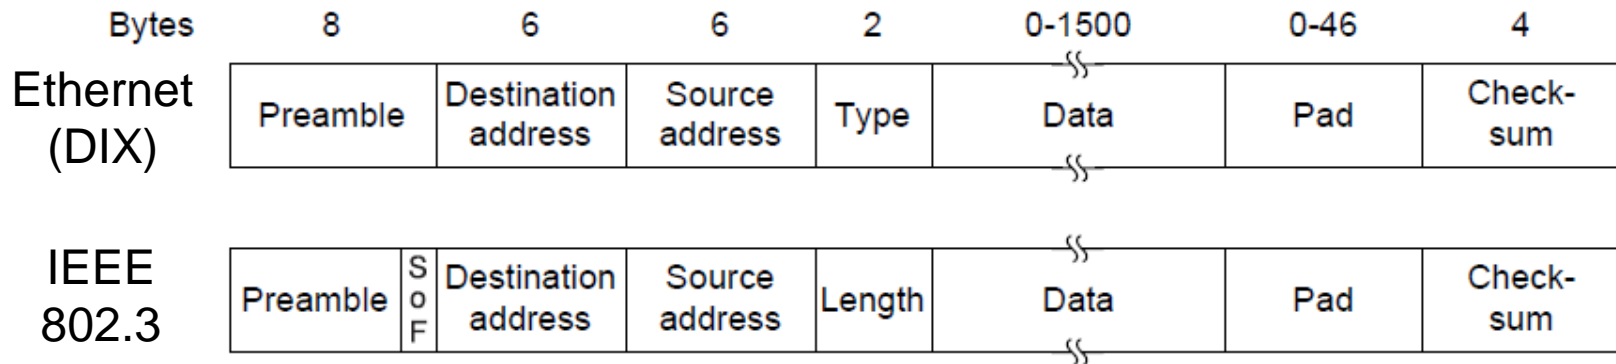 Bytes 8 6 6 2 0-1500 0-46 4
Ethernet
(DIX)
Preamble Destination address Source address Type Data Pad Check-sum
IEEE
802.3
Preamble SoF Destination address Source address Length Data Pad Check-sum